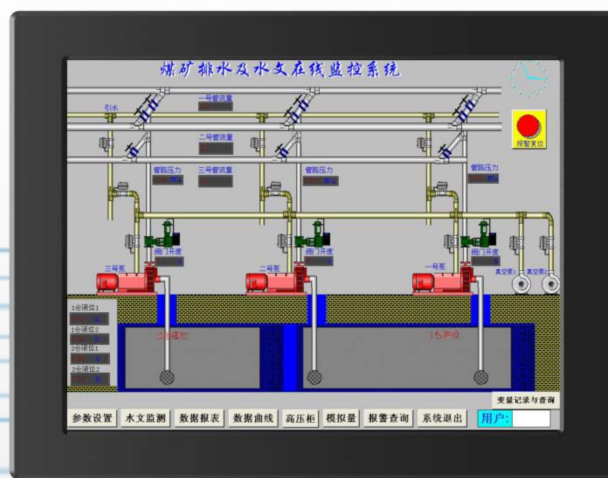 煤矿排水及水文在线监控系统
引水
一号管流量
报警复位
二号管流量
管路压力
三号管流量
管路压力
管路压力
阀门开度
阀门开度
阀门开度
三号泵
二号泵
一号泵
真空泵1
真空泵2
1仓液位1
1仓液位2
2仓液位1
2仓液位2
变量记录与查询
参数设置
水文监测
数据报表
数据曲线
高压柜
模拟量
报警查询
系统退出
用户: